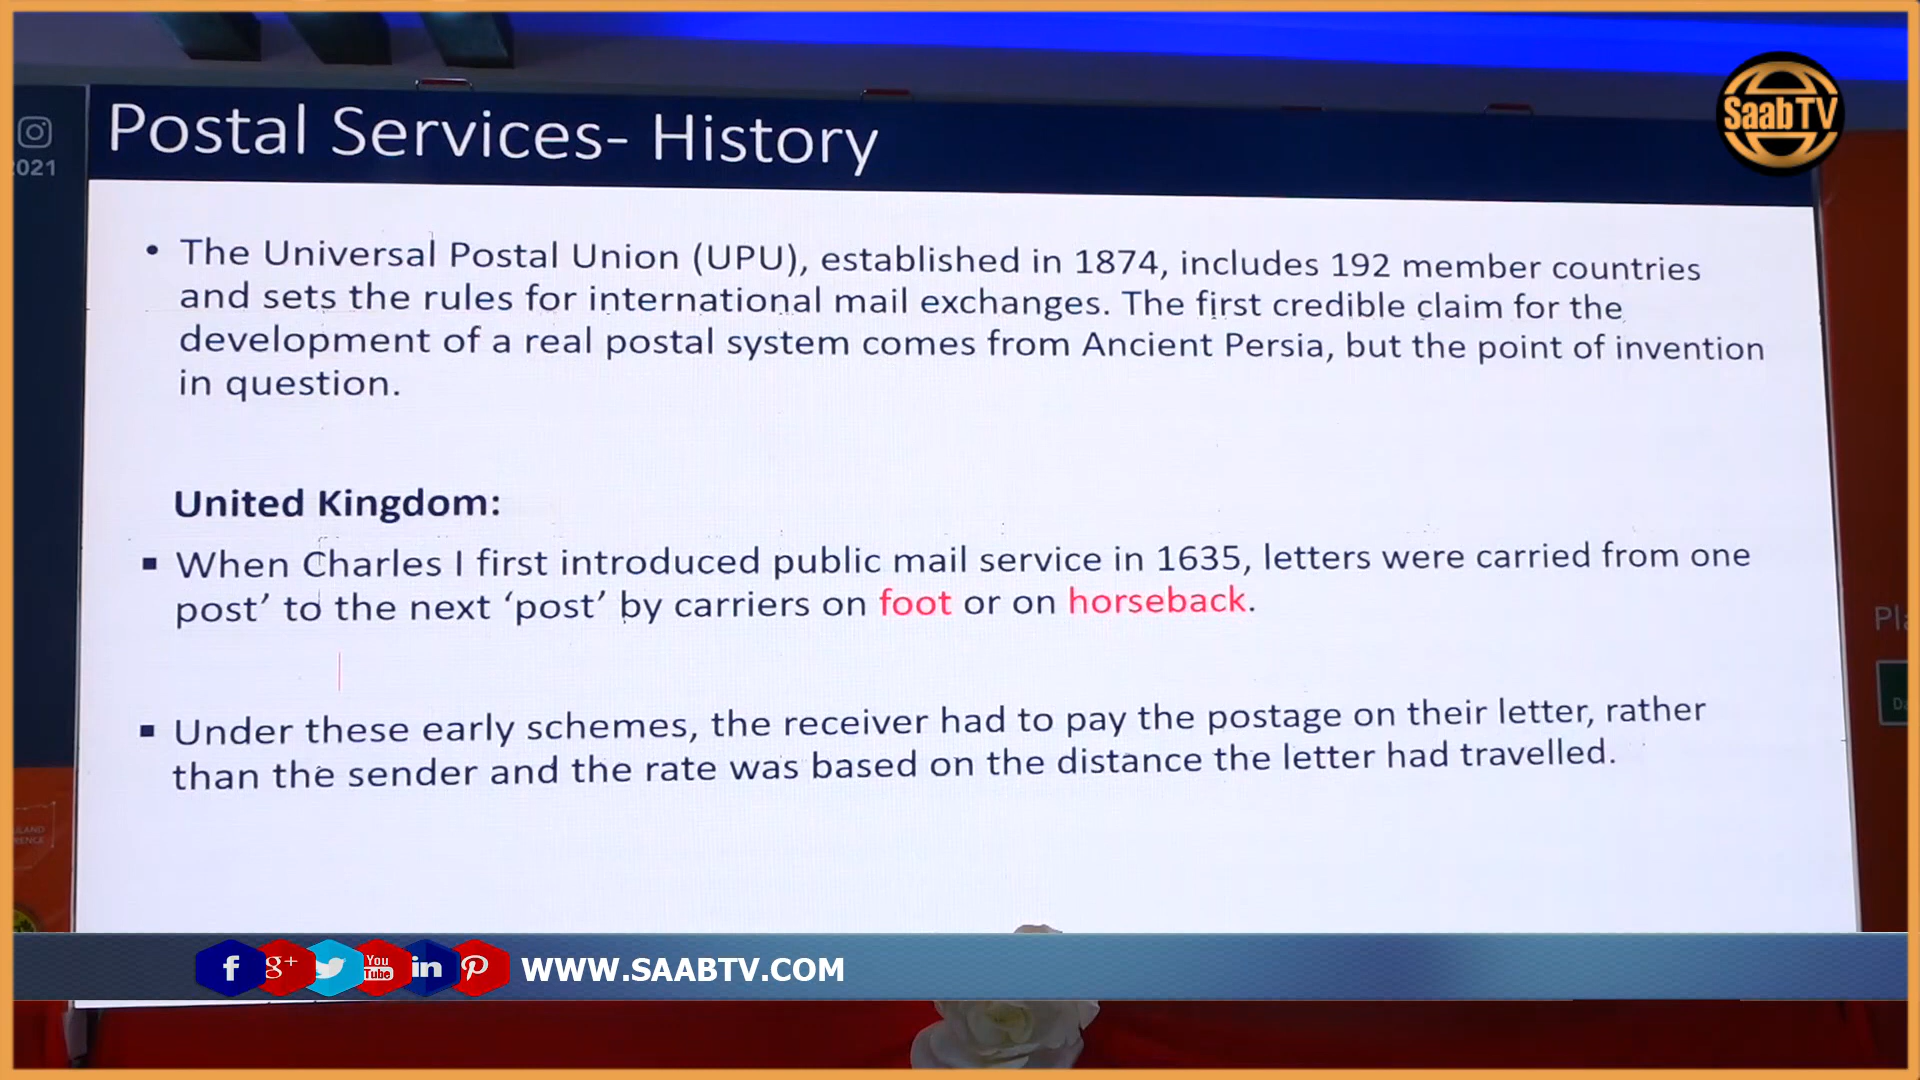 SaabTV
021
Postal Services- History
• The Universal Postal Union (UPU), established in 1874, includes 192 member countries
and sets the rules for international mail exchanges. The first credible claim for the
development of a real postal system comes from Ancient Persia, but the point of invention
in question.
United Kingdom:
▪ When Charles I first introduced public mail service in 1635, letters were carried from one
post’ to the next ‘post’ by carriers on foot or on horseback.
Pl
▪ Under these early schemes, the receiver had to pay the postage on their letter, rather
than the sender and the rate was based on the distance the letter had travelled.
f g+ You Tube in
WWW.SAABTV.COM